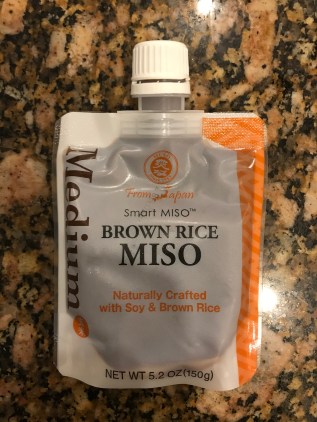 Medium
From Japan
Smart MISO™
BROWN RICE
MISO
Naturally Crafted
with Soy & Brown Rice
NET WT 5.2 OZ(150g)